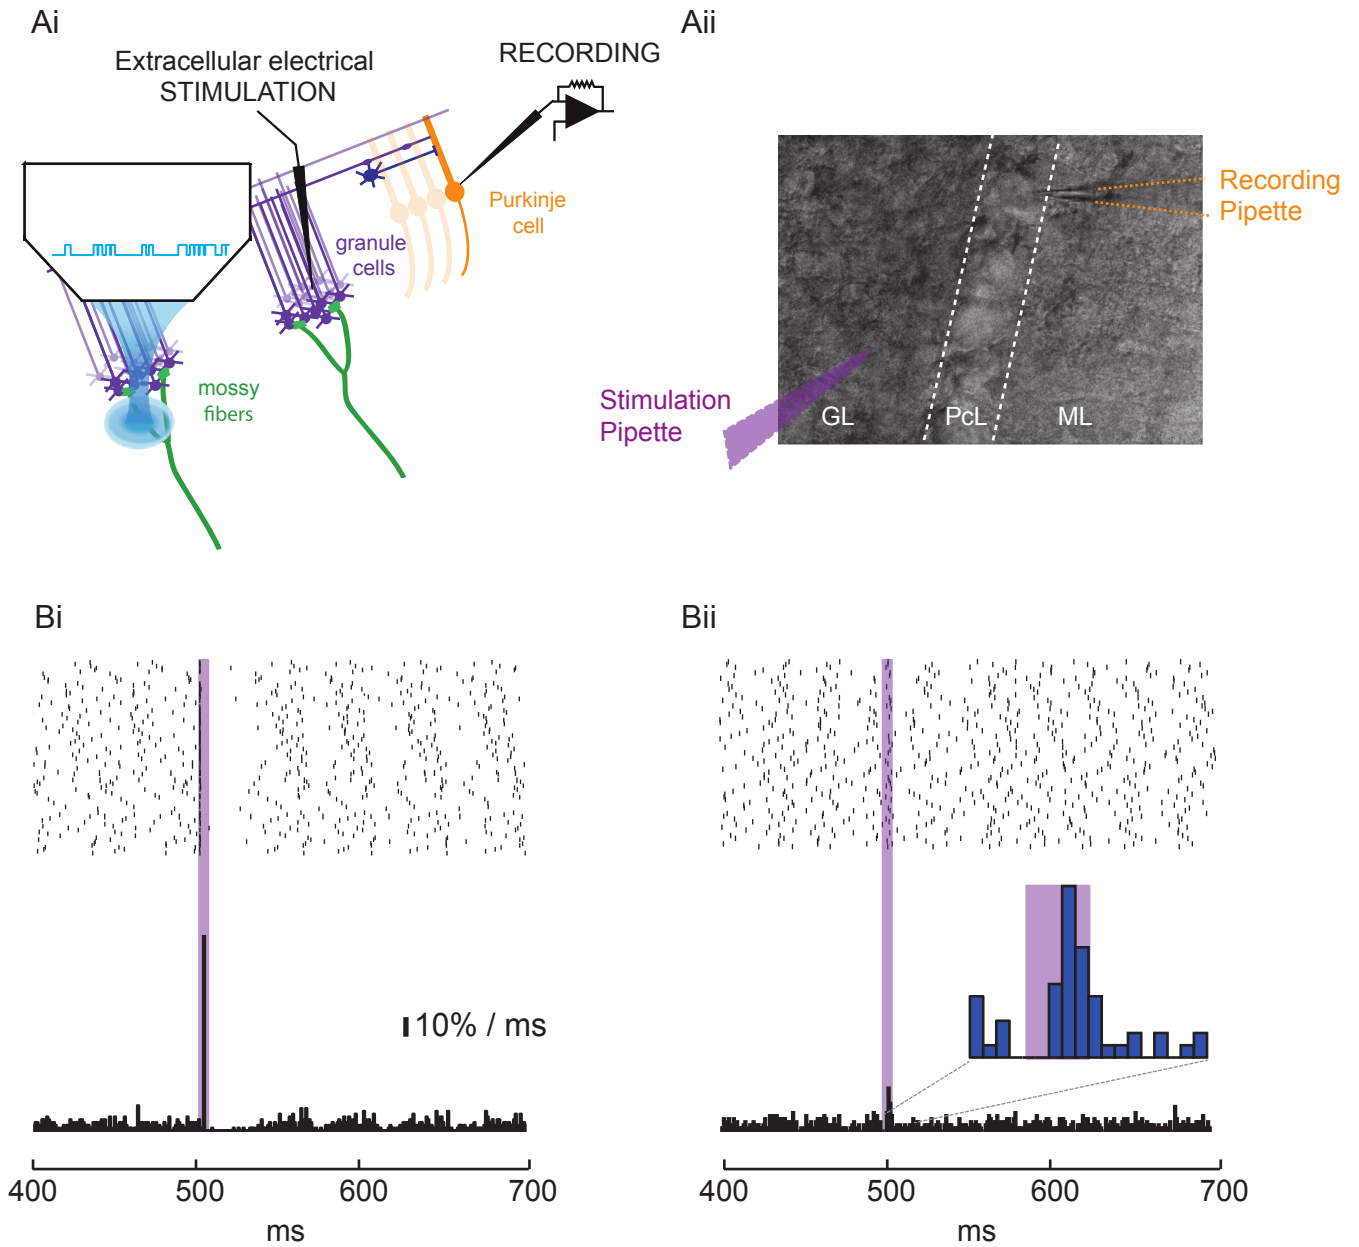 Ai
Extracellular electrical
STIMULATION
RECORDING
granule
cells
Purkinje
cell
mossy
fibers
Aii
Recording
Pipette
Stimulation
Pipette
GL
PcL
ML
Bi
10% / ms
400
500
600
700
ms
Bii
400
500
600
700
ms